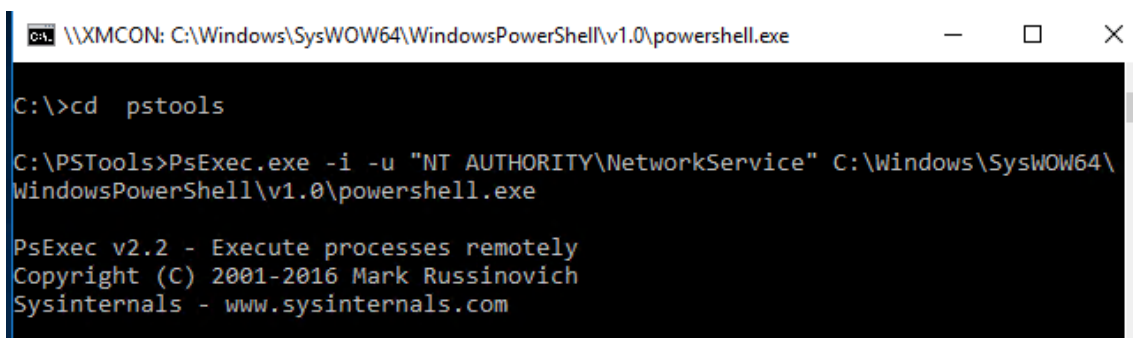 \\XMCON: C:\Windows\SysWOW64\WindowsPowerShell\v1.0\powershell.exe
C:\>cd  pstools
C:\PSTools>PsExec.exe -i -u "NT AUTHORITY\NetworkService" C:\Windows\SysWOW64\
WindowsPowerShell\v1.0\powershell.exe
PsExec v2.2 - Execute processes remotely
Copyright (C) 2001-2016 Mark Russinovich
Sysinternals - www.sysinternals.com